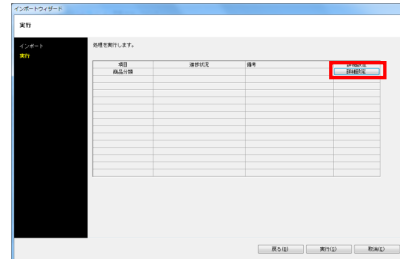 インポートウィザード
実行
インポート
実行
処理を実行します。
項目 進捗状況 備考 詳細設定
商品分類 詳細設定
戻る(B) 実行(G) 取消(C)